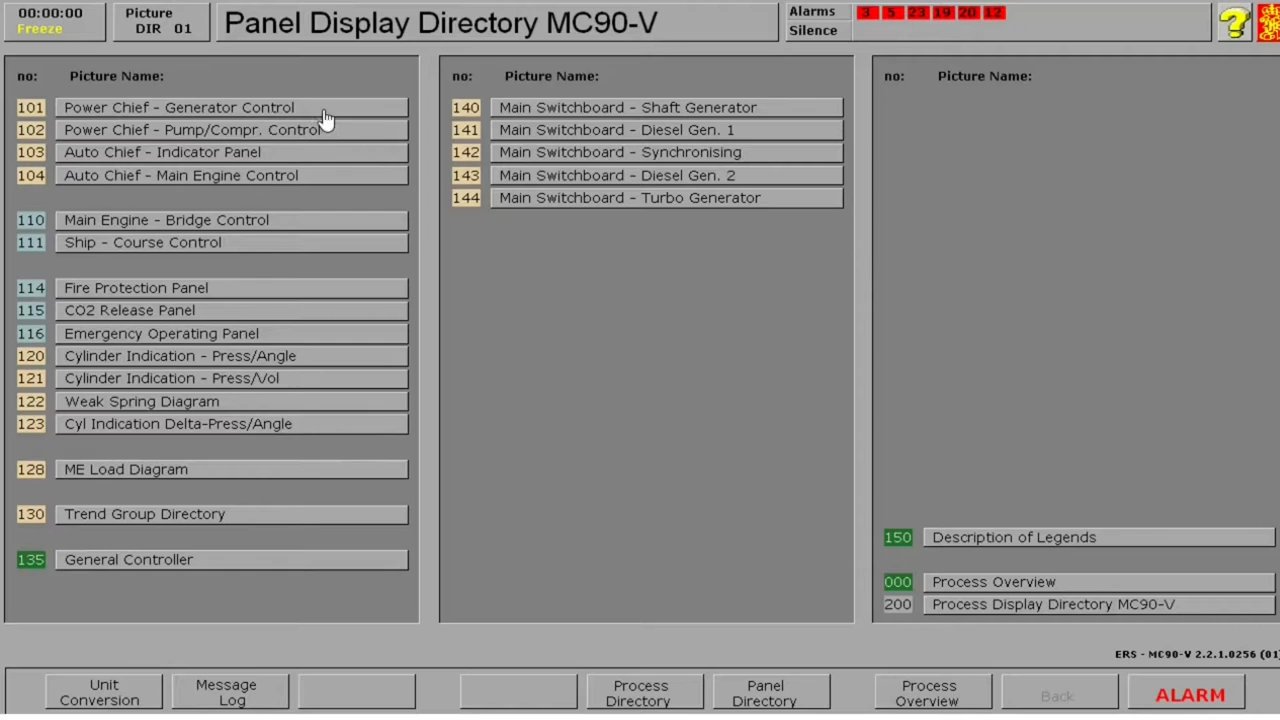 00:00:00
Freeze
Picture
DIR 01
Panel Display Directory MC90-V
Alarms
Silence
3 5 23 19 20 12
?
no: Picture Name:
101 Power Chief - Generator Control
102 Power Chief - Pump/Compr. Control
103 Auto Chief - Indicator Panel
104 Auto Chief - Main Engine Control
110 Main Engine - Bridge Control
111 Ship - Course Control
114 Fire Protection Panel
115 CO2 Release Panel
116 Emergency Operating Panel
120 Cylinder Indication - Press/Angle
121 Cylinder Indication - Press/Vol
122 Weak Spring Diagram
123 Cyl Indication Delta-Press/Angle
128 ME Load Diagram
130 Trend Group Directory
135 General Controller
no: Picture Name:
140 Main Switchboard - Shaft Generator
141 Main Switchboard - Diesel Gen. 1
142 Main Switchboard - Synchronising
143 Main Switchboard - Diesel Gen. 2
144 Main Switchboard - Turbo Generator
no: Picture Name:
150 Description of Legends
000 Process Overview
200 Process Display Directory MC90-V
ERS - MC90-V 2.2.1.0256 (01)
Unit
Conversion
Message
Log
Process
Directory
Panel
Directory
Process
Overview
Back
ALARM